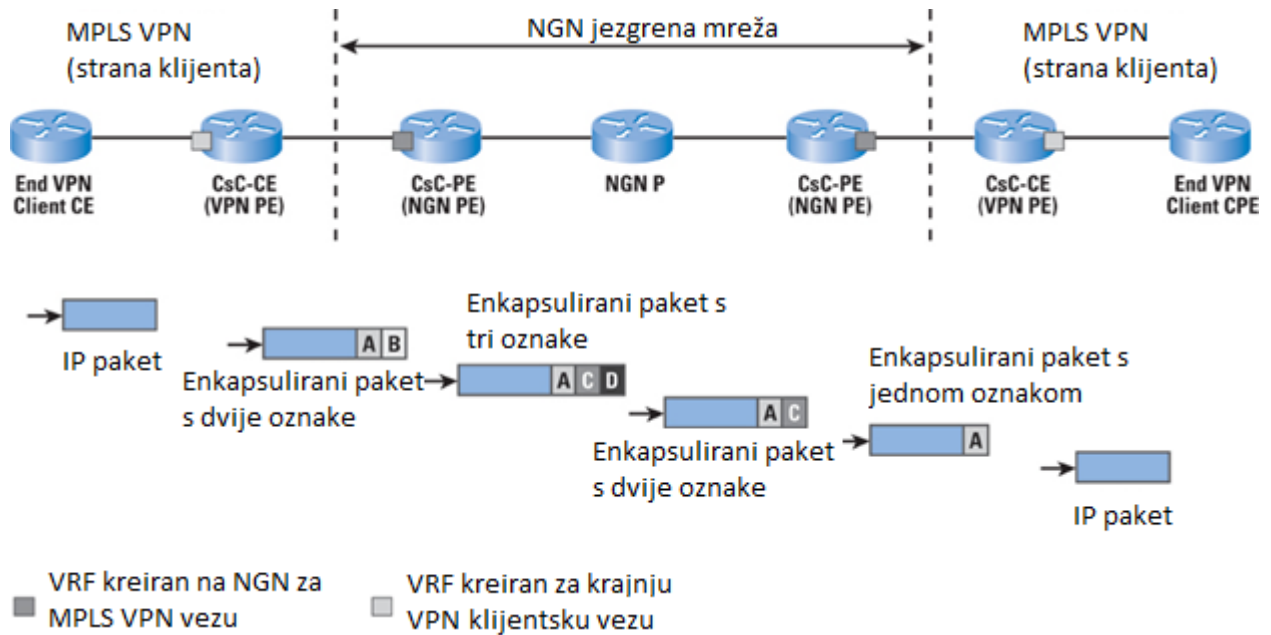 MPLS VPN
(strana klijenta)
NGN jezgrena mreža
MPLS VPN
(strana klijenta)
End VPN
Client CE
CsC-CE
(VPN PE)
CsC-PE
(NGN PE)
NGN P
CsC-PE
(NGN PE)
CsC-CE
(VPN PE)
End VPN
Client CPE
IP paket
A B
Enkapsulirani paket
s dvije oznake
Enkapsulirani paket s
tri oznake
A C D
A C
Enkapsulirani paket
s dvije oznake
Enkapsulirani paket s
jednom oznakom
A
IP paket
VRF kreiran na NGN za
MPLS VPN vezu
VRF kreiran za krajnju
VPN klijentsku vezu